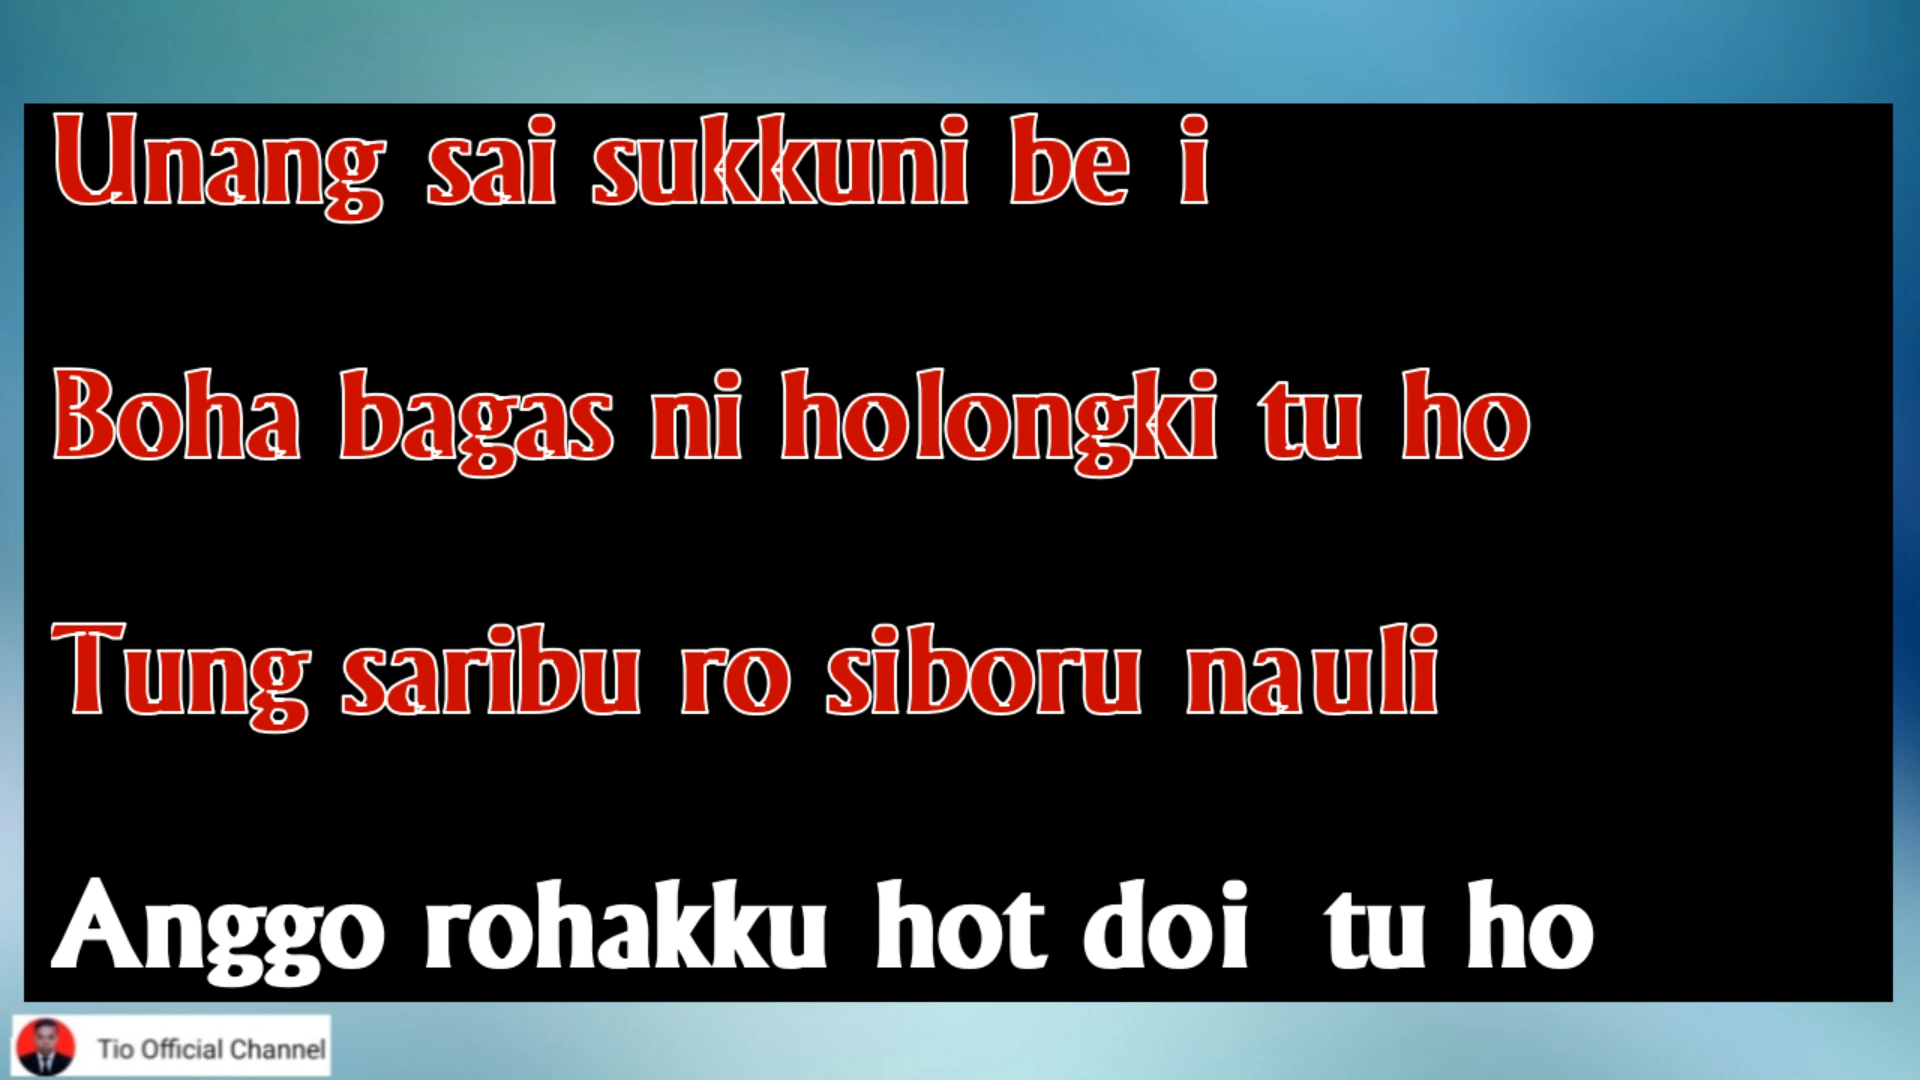 Unang sai sukkuni be i
Boha bagas ni holongki tu ho
Tung saribu ro siboru nauli
Anggo rohakku hot doi tu ho
Tio Official Channel